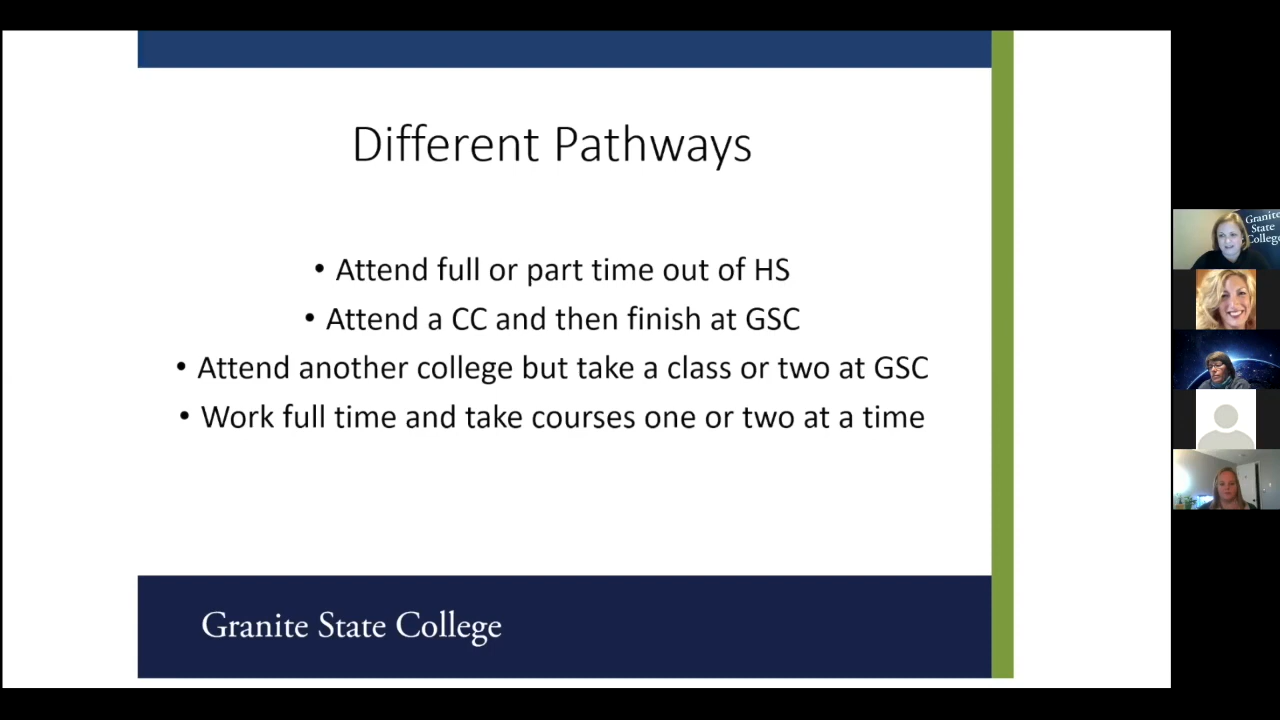 Different Pathways
• Attend full or part time out of HS
• Attend a CC and then finish at GSC
• Attend another college but take a class or two at GSC
• Work full time and take courses one or two at a time
Granite State College
Granite
State
College